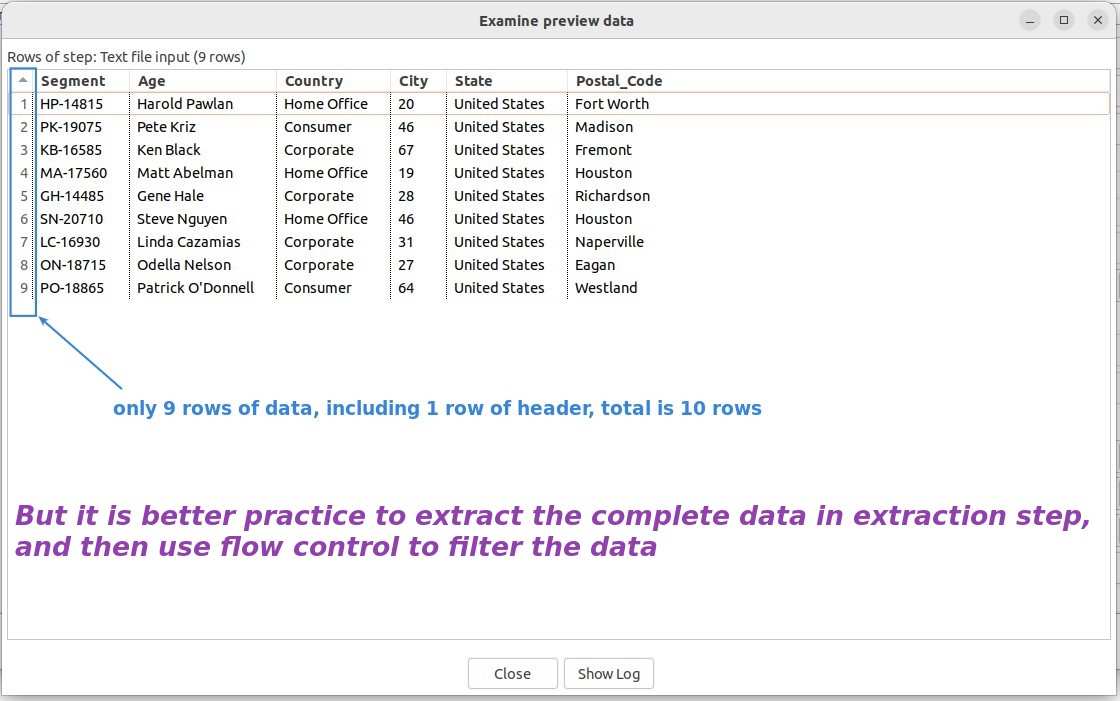 Examine preview data
Rows of step: Text file input (9 rows)
Segment Age Country City State Postal_Code
1 HP-14815 Harold Pawlan Home Office 20 United States Fort Worth
2 PK-19075 Pete Kriz Consumer 46 United States Madison
3 KB-16585 Ken Black Corporate 67 United States Fremont
4 MA-17560 Matt Abelman Home Office 19 United States Houston
5 GH-14485 Gene Hale Corporate 28 United States Richardson
6 SN-20710 Steve Nguyen Home Office 46 United States Houston
7 LC-16930 Linda Cazamias Corporate 31 United States Naperville
8 ON-18715 Odella Nelson Corporate 27 United States Eagan
9 PO-18865 Patrick O'Donnell Consumer 64 United States Westland
only 9 rows of data, including 1 row of header, total is 10 rows
But it is better practice to extract the complete data in extraction step,
and then use flow control to filter the data
Close Show Log